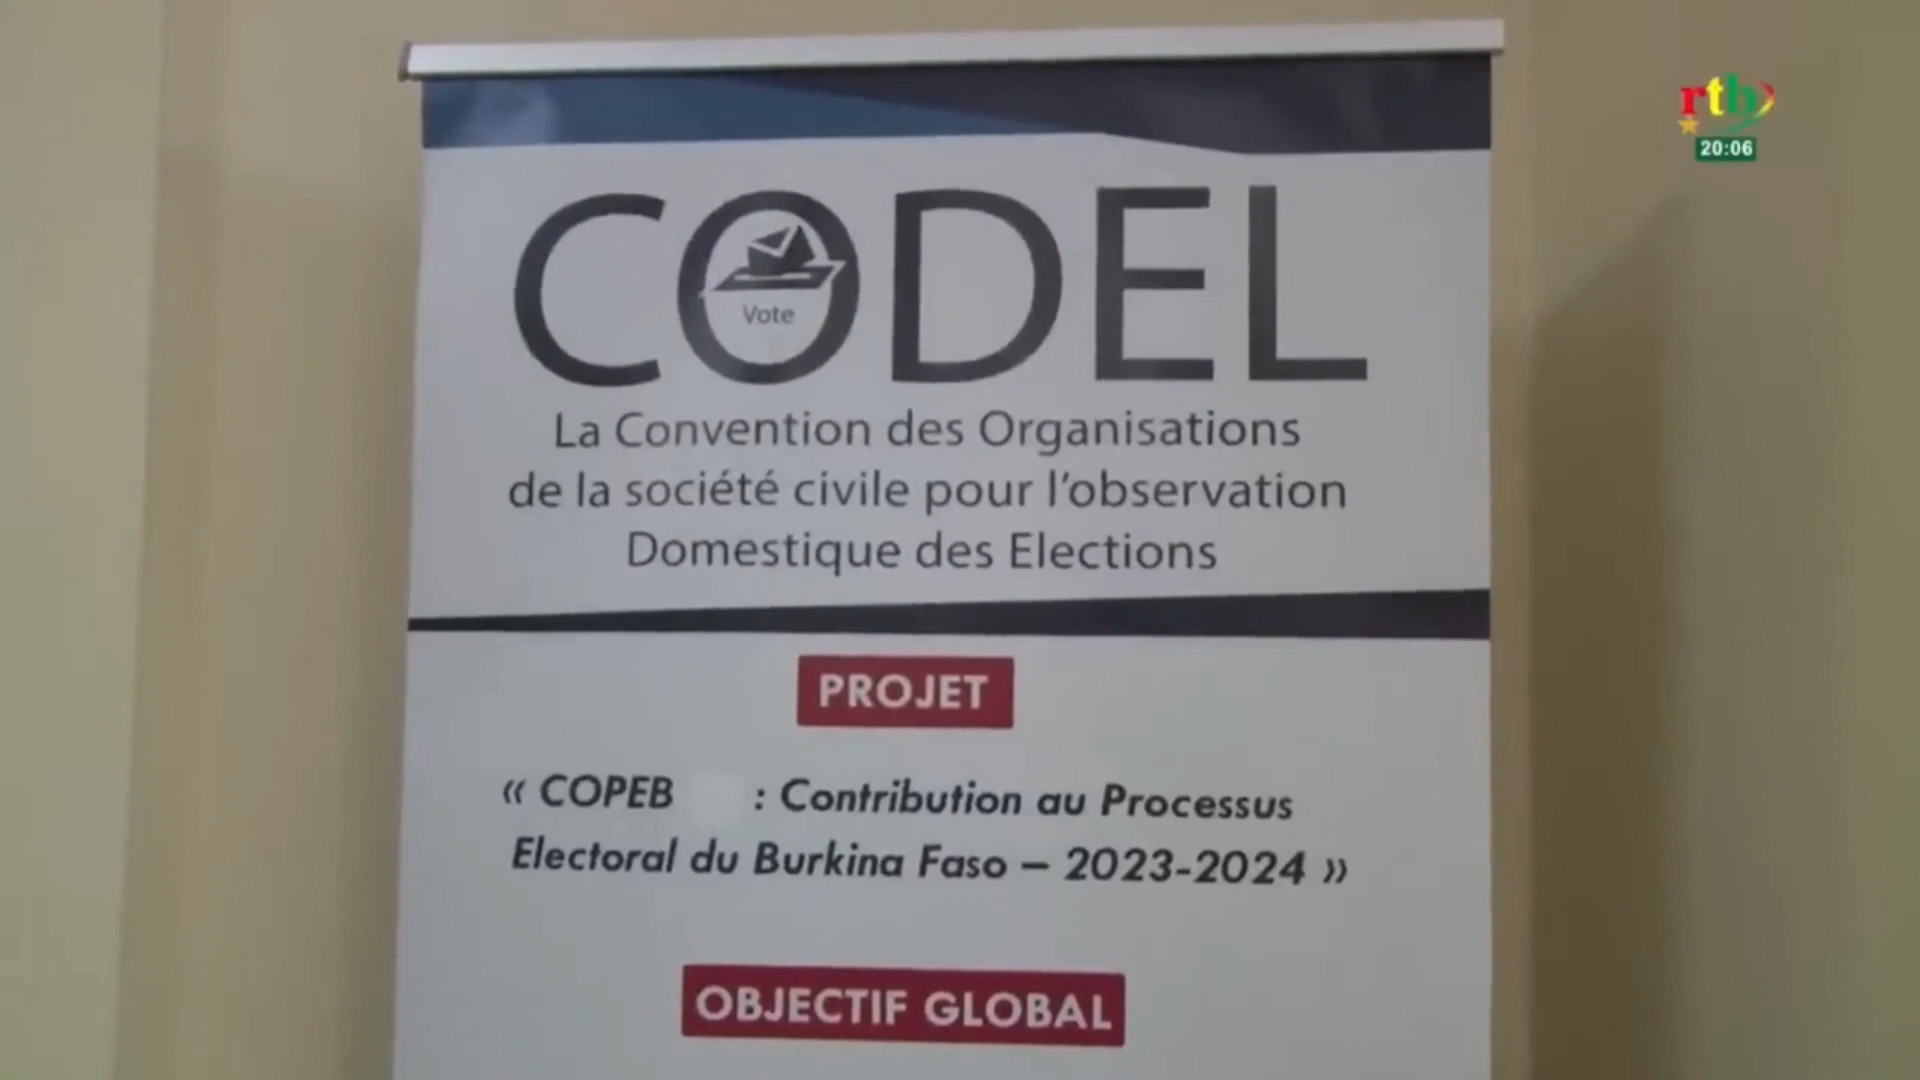 rtb
20:06
CODEL
Vote
La Convention des Organisations
de la société civile pour l'observation
Domestique des Elections
PROJET
« COPEB : Contribution au Processus
Electoral du Burkina Faso – 2023-2024 »
OBJECTIF GLOBAL